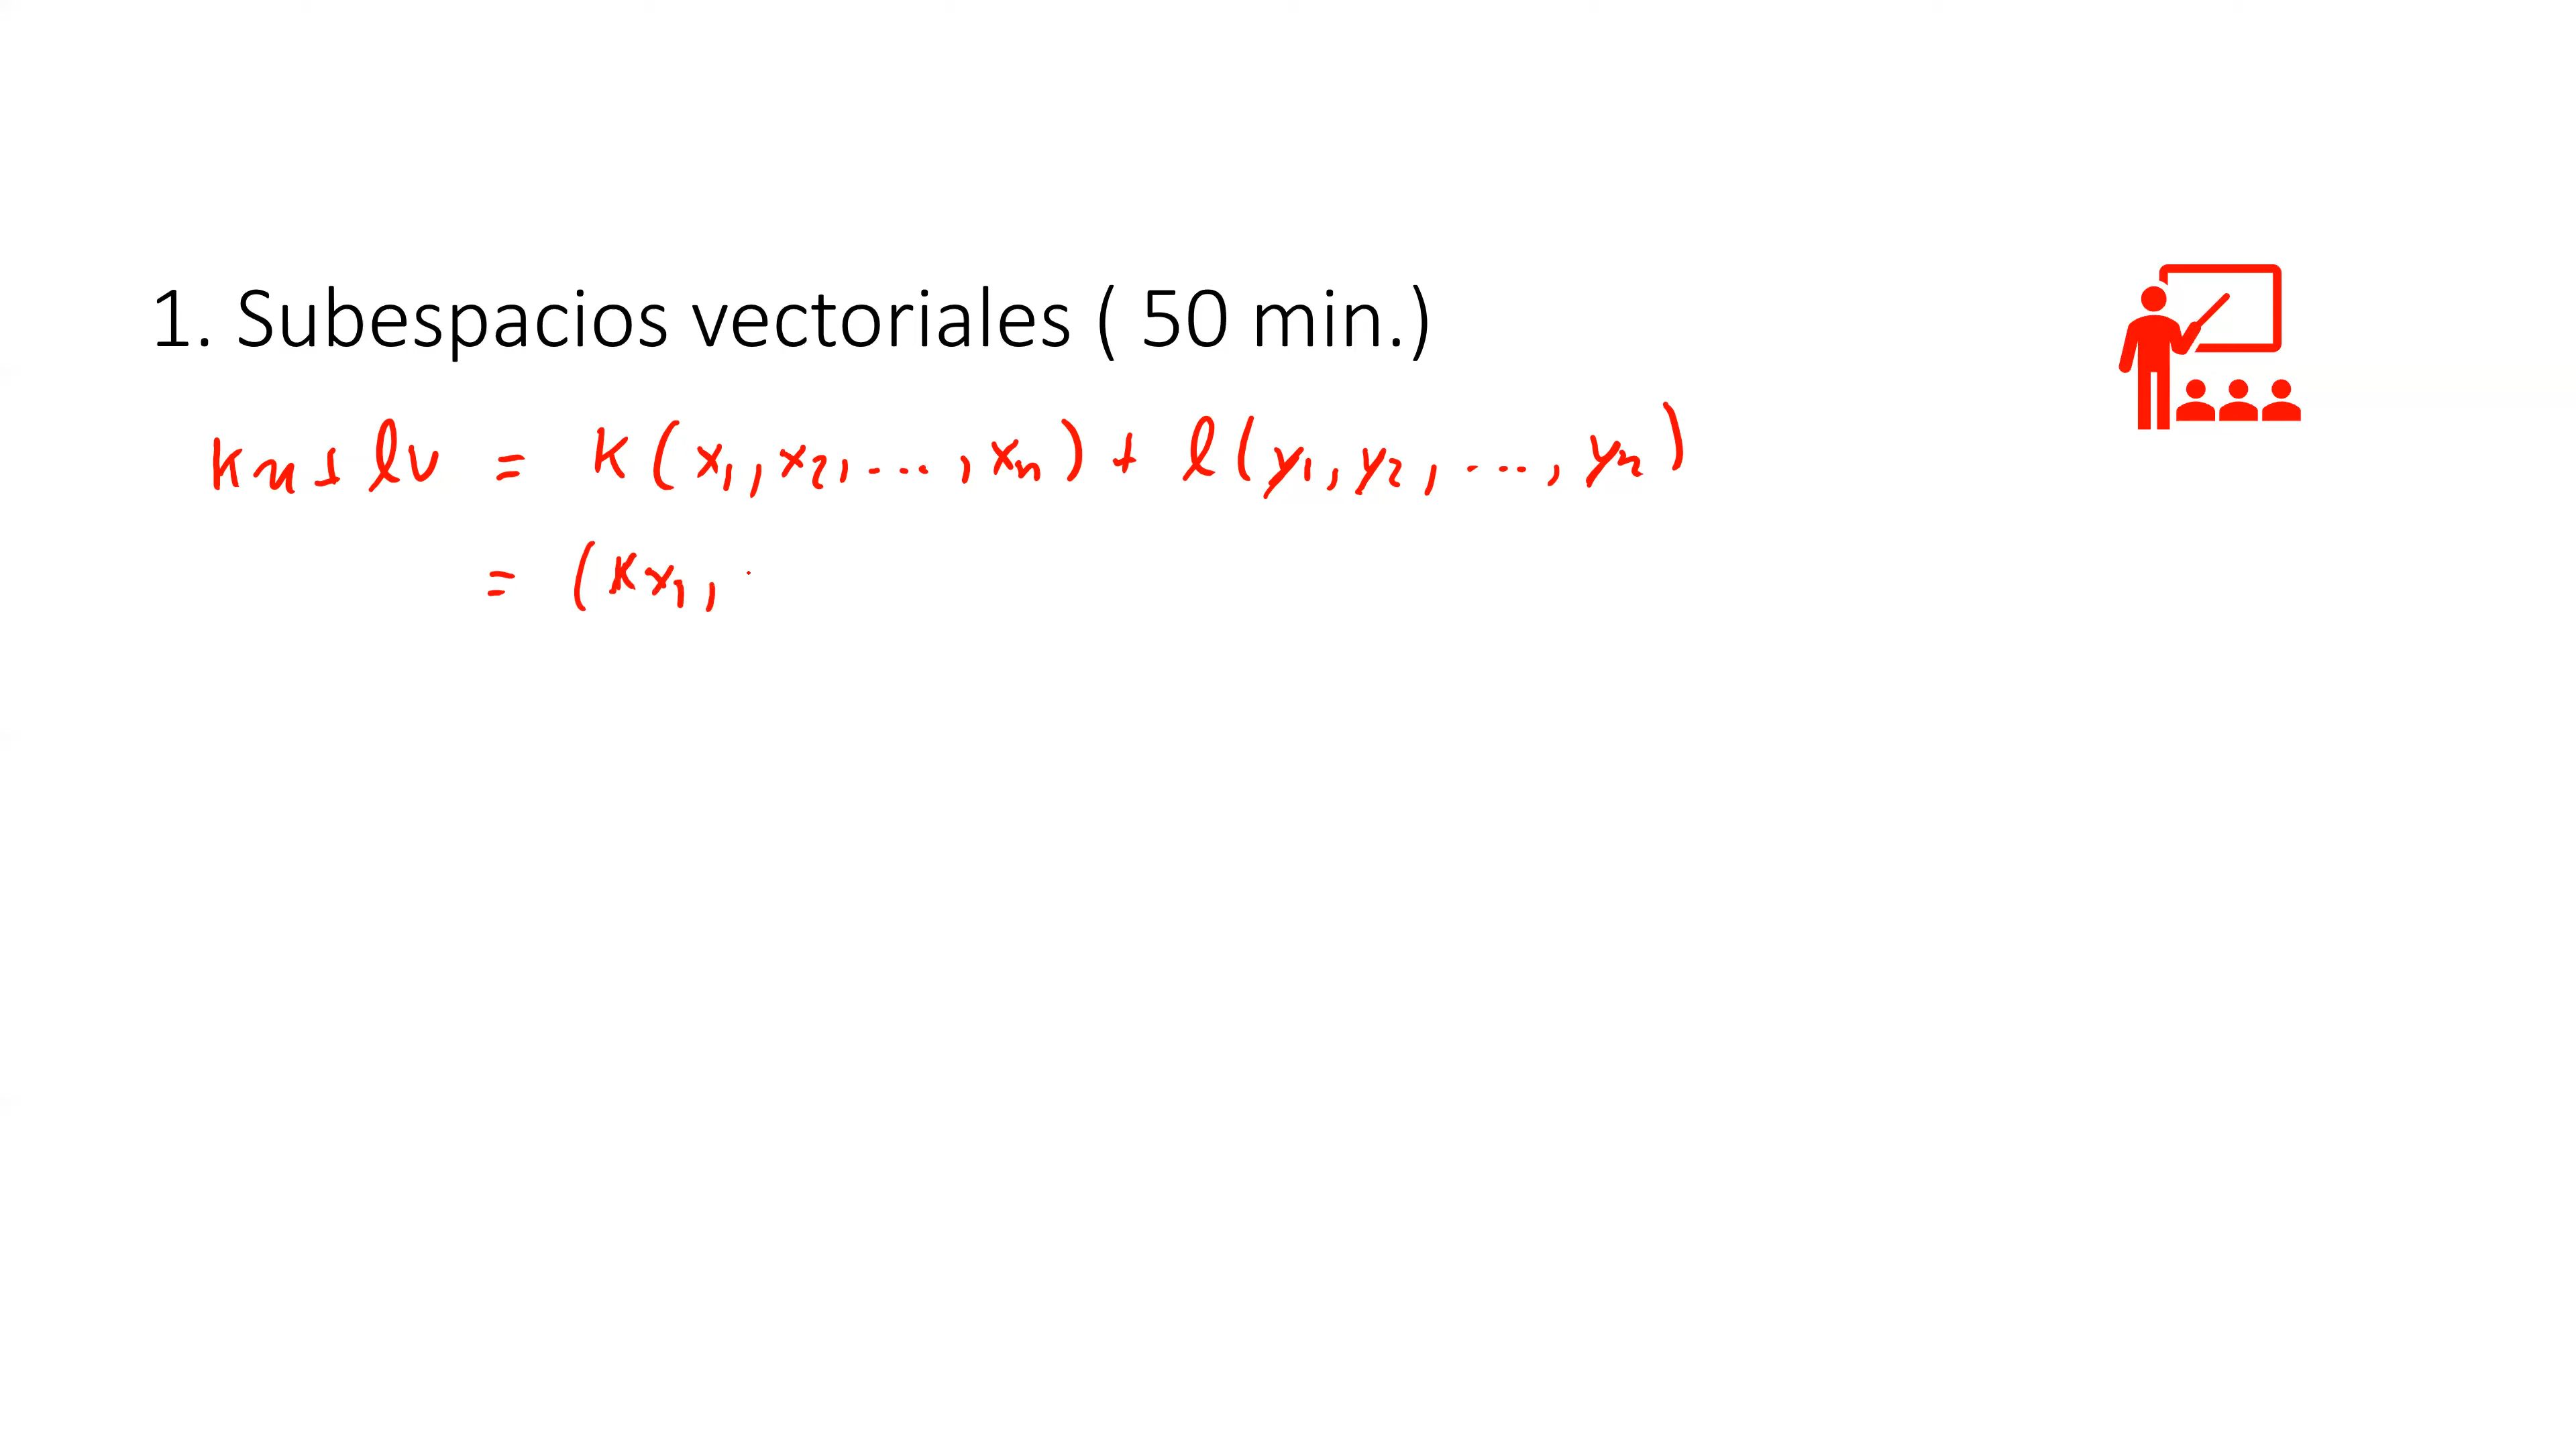 1. Subespacios vectoriales ( 50 min.)
ku + lv = k(x₁, x₂, ..., xₙ) + l(y₁, y₂, ..., yₙ)
= (kx₁, .